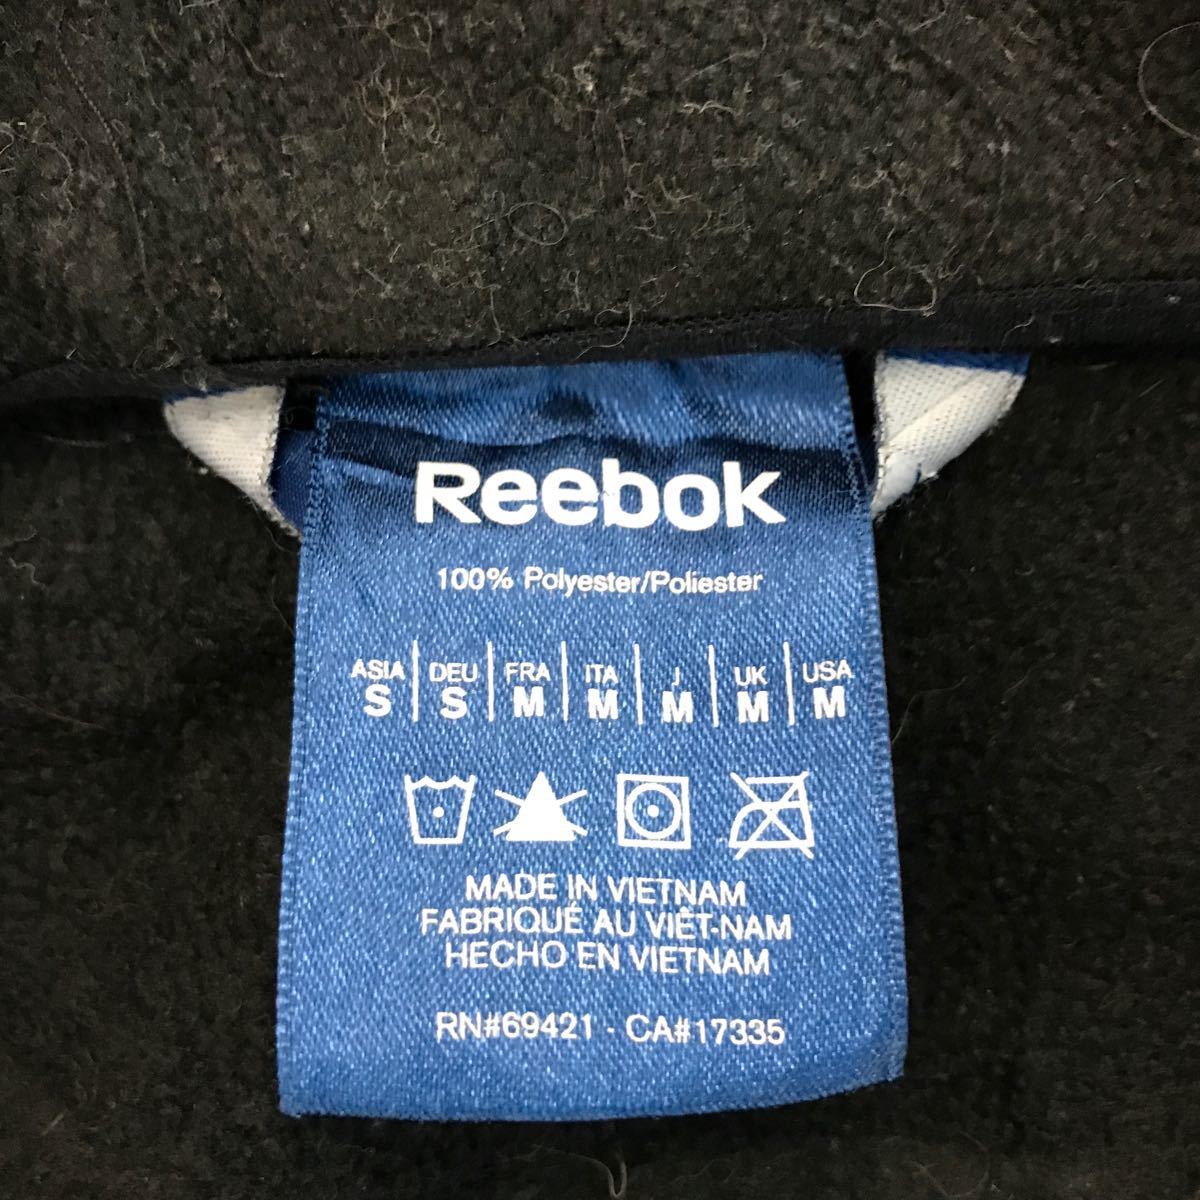 Reebok
100% Polyester/Poliester
ASIA DEU FRA ITA J UK USA
S S M M M M M
MADE IN VIETNAM
FABRIQUÉ AU VIÊT-NAM
HECHO EN VIETNAM
RN#69421 · CA#17335